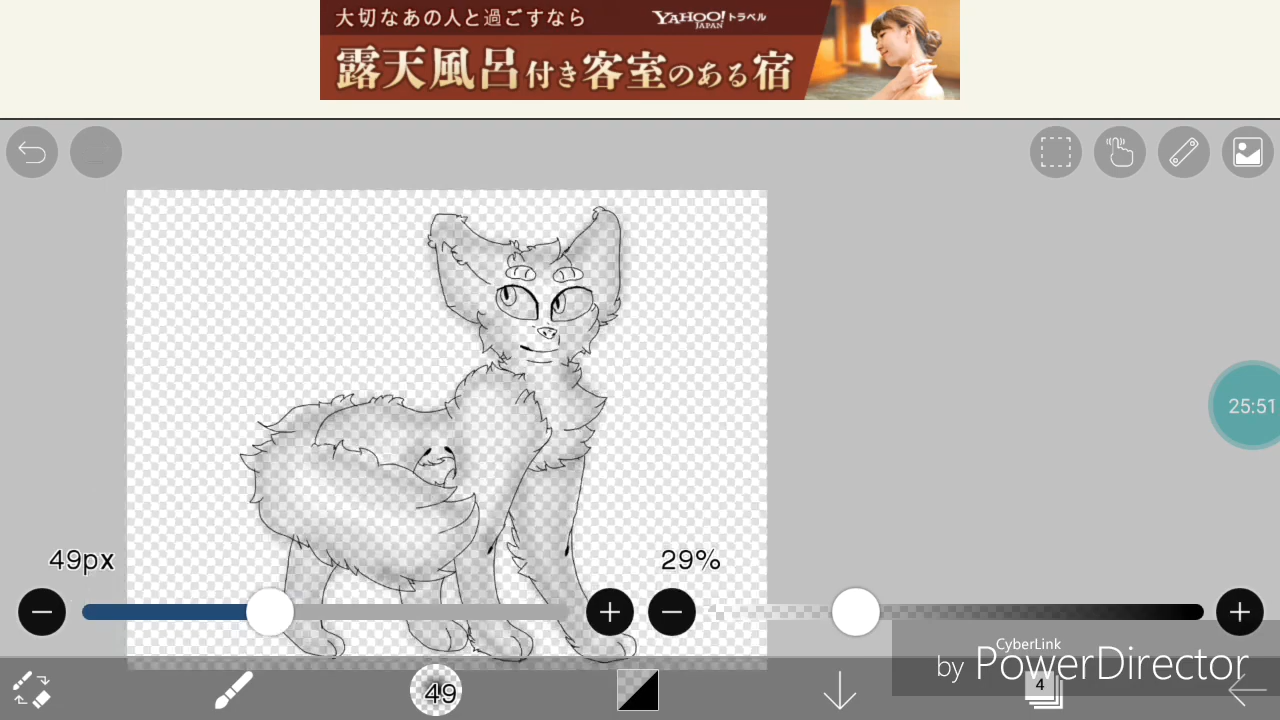 大切なあの人と過ごすなら
YAHOO! トラベル
JAPAN
露天風呂付き客室のある宿
25:51
49px
29%
CyberLink
by PowerDirector
49
4